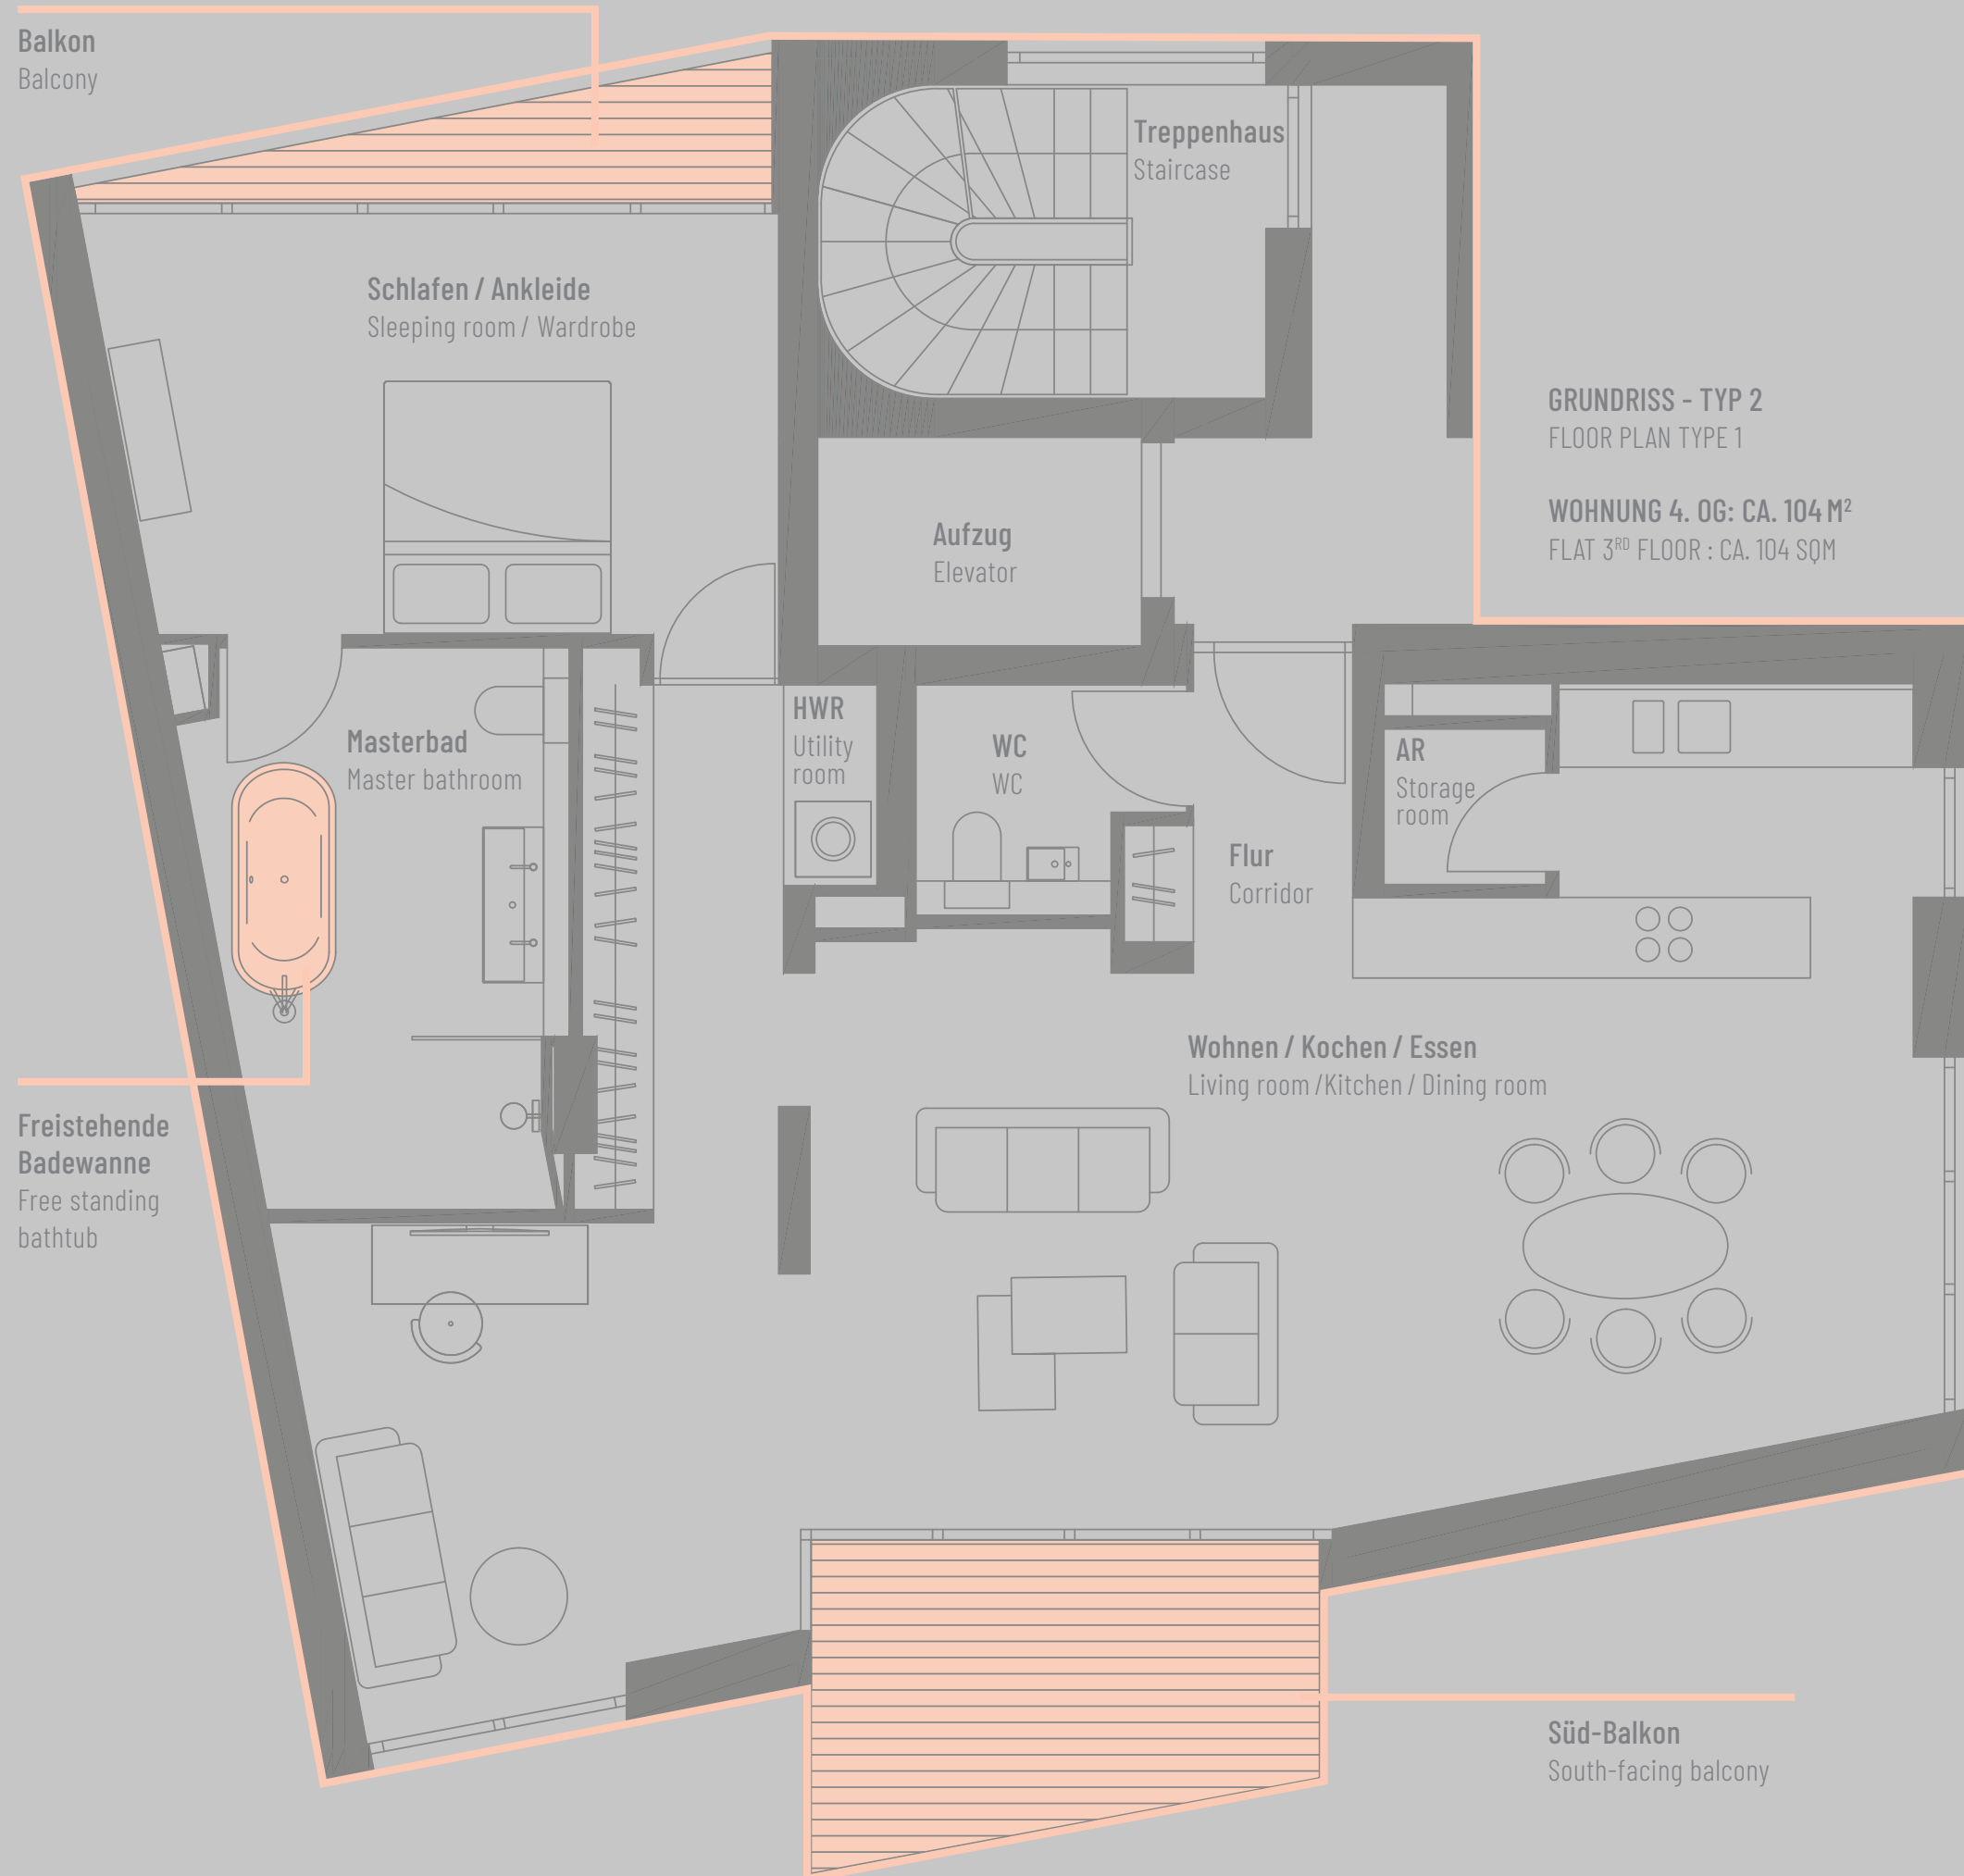 Balkon
Balcony
Treppenhaus
Staircase
Schlafen / Ankleide
Sleeping room / Wardrobe
GRUNDRISS - TYP 2
FLOOR PLAN TYPE 1
WOHNUNG 4. OG: CA. 104 M²
FLAT 3RD FLOOR : CA. 104 SQM
Aufzug
Elevator
Masterbad
Master bathroom
HWR
Utility
room
WC
WC
AR
Storage
room
Flur
Corridor
Wohnen / Kochen / Essen
Living room /Kitchen / Dining room
Freistehende
Badewanne
Free standing
bathtub
Süd-Balkon
South-facing balcony